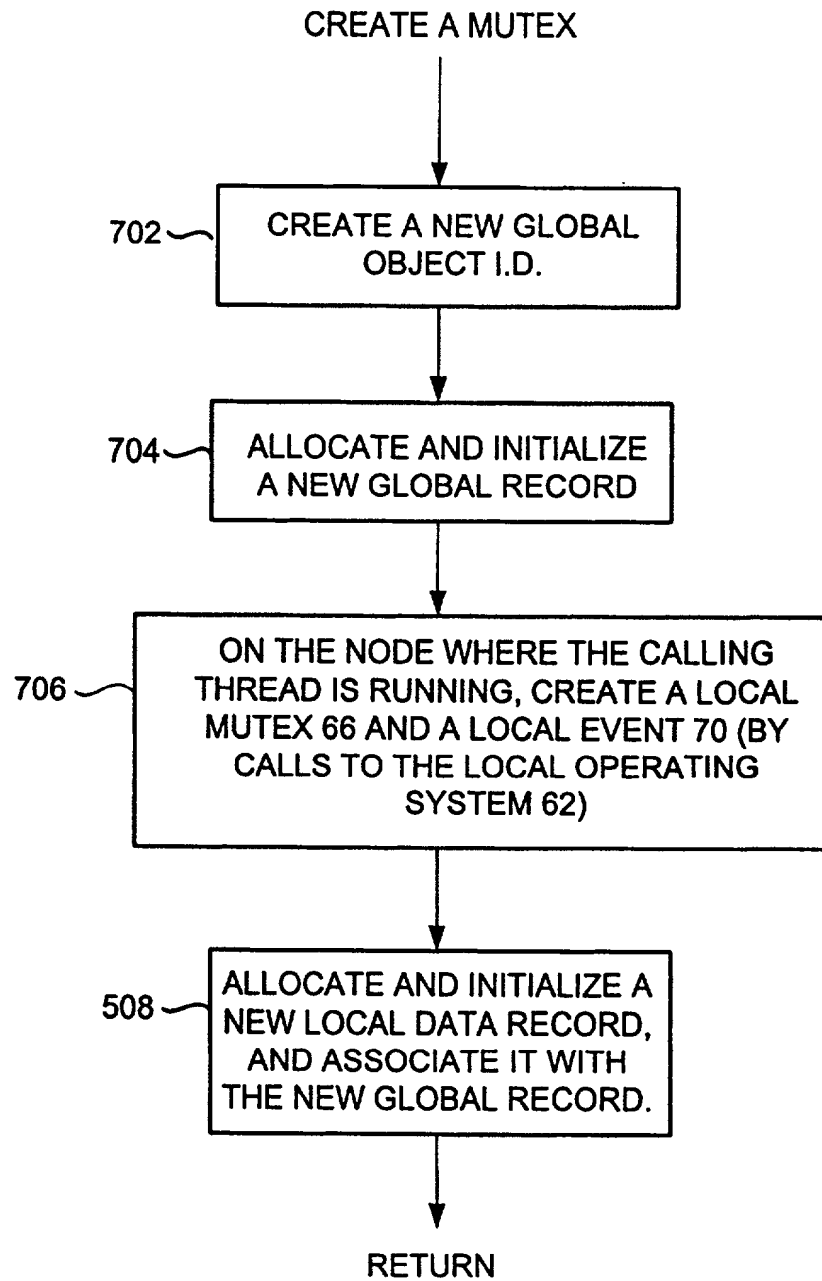 CREATE A MUTEX
702
CREATE A NEW GLOBAL
OBJECT I.D.
704
ALLOCATE AND INITIALIZE
A NEW GLOBAL RECORD
706
ON THE NODE WHERE THE CALLING
THREAD IS RUNNING, CREATE A LOCAL
MUTEX 66 AND A LOCAL EVENT 70 (BY
CALLS TO THE LOCAL OPERATING
SYSTEM 62)
508
ALLOCATE AND INITIALIZE A
NEW LOCAL DATA RECORD,
AND ASSOCIATE IT WITH
THE NEW GLOBAL RECORD.
RETURN